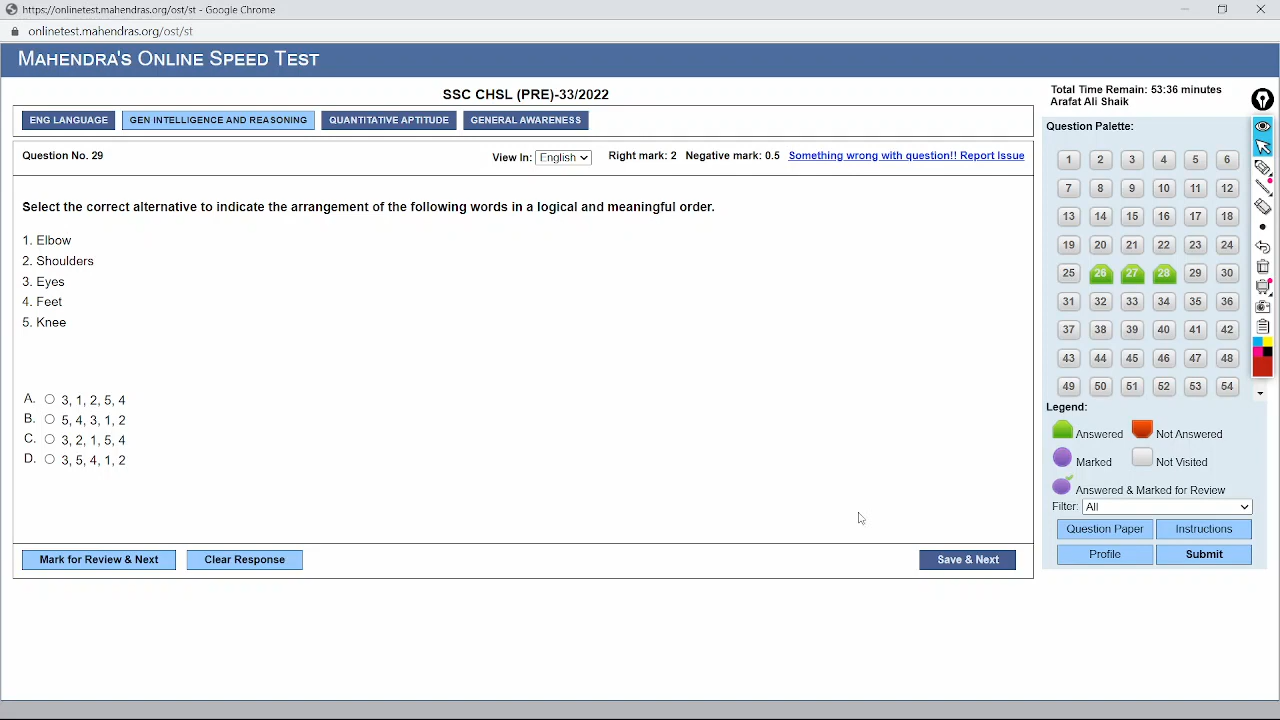 https://onlinetest.mahendras.org/ost/st - Google Chrome
onlinetest.mahendras.org/ost/st
MAHENDRA'S ONLINE SPEED TEST
SSC CHSL (PRE)-33/2022
Total Time Remain: 53:36 minutes
Arafat Ali Shaik
ENG LANGUAGE GEN INTELLIGENCE AND REASONING QUANTITATIVE APTITUDE GENERAL AWARENESS
Question Palette:
Question No. 29 View In: English Right mark: 2 Negative mark: 0.5 Something wrong with question!! Report Issue
Select the correct alternative to indicate the arrangement of the following words in a logical and meaningful order.
1. Elbow
2. Shoulders
3. Eyes
4. Feet
5. Knee
A. 3, 1, 2, 5, 4
B. 5, 4, 3, 1, 2
C. 3, 2, 1, 5, 4
D. 3, 5, 4, 1, 2
Mark for Review & Next Clear Response Save & Next
1 2 3 4 5 6
7 8 9 10 11 12
13 14 15 16 17 18
19 20 21 22 23 24
25 26 27 28 29 30
31 32 33 34 35 36
37 38 39 40 41 42
43 44 45 46 47 48
49 50 51 52 53 54
Legend:
Answered Not Answered
Marked Not Visited
Answered & Marked for Review
Filter: All
Question Paper Instructions
Profile Submit